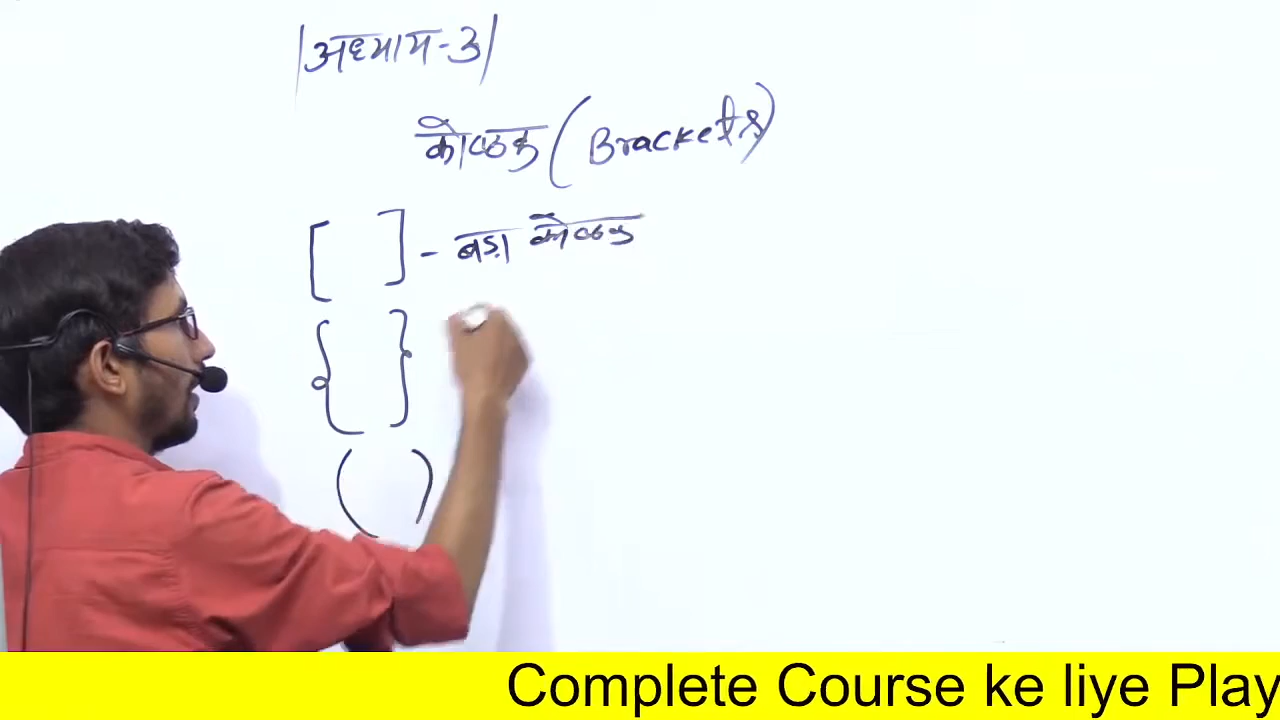 |अध्याय-3|
कोष्ठक (Brackets)
[ ] - बड़ा कोष्ठक
{ }
( )
Complete Course ke liye Play